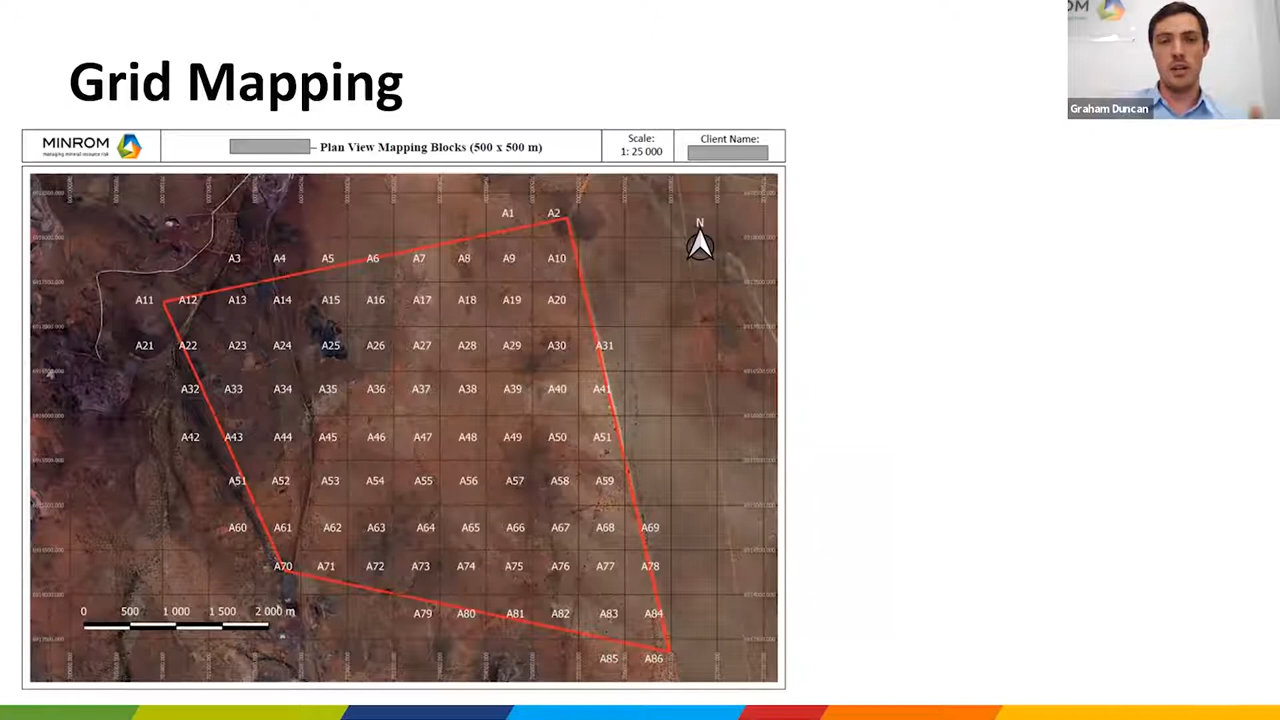 OM
Graham Duncan
Grid Mapping
MINROM
managing mineral resource risk
– Plan View Mapping Blocks (500 x 500 m)
Scale:
1: 25 000
Client Name:
N
A1 A2
A3 A4 A5 A6 A7 A8 A9 A10
A11 A12 A13 A14 A15 A16 A17 A18 A19 A20
A21 A22 A23 A24 A25 A26 A27 A28 A29 A30 A31
A32 A33 A34 A35 A36 A37 A38 A39 A40 A41
A42 A43 A44 A45 A46 A47 A48 A49 A50 A51
A51 A52 A53 A54 A55 A56 A57 A58 A59
A60 A61 A62 A63 A64 A65 A66 A67 A68 A69
A70 A71 A72 A73 A74 A75 A76 A77 A78
A79 A80 A81 A82 A83 A84
A85 A86
0 500 1 000 1 500 2 000 m